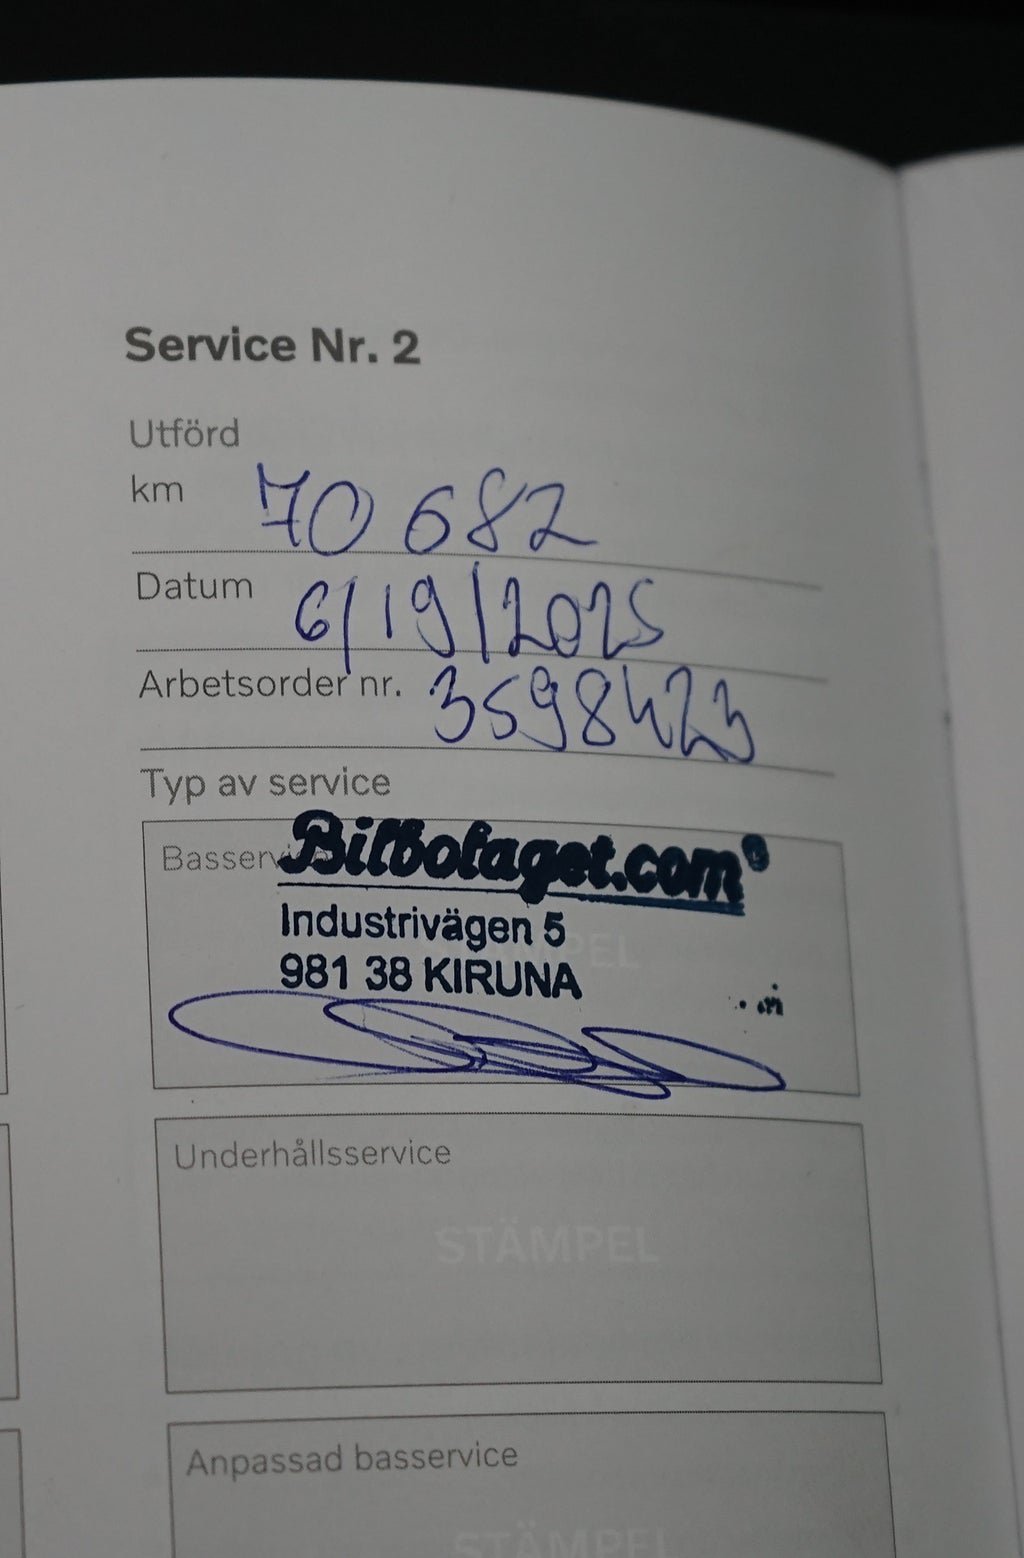 Service Nr. 2
Utförd
km 70 682
Datum 6/19/2025
Arbetsorder nr. 3598423
Typ av service
Basservice
Bilbolaget.com®
STÄMPEL
Industrivägen 5
981 38 KIRUNA
Underhållsservice
STÄMPEL
Anpassad basservice
STÄMPEL